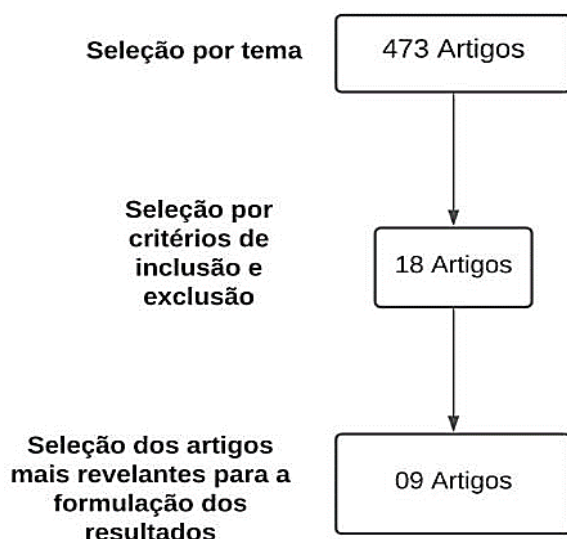 Seleção por tema
473 Artigos
Seleção por
critérios de
inclusão e
exclusão
18 Artigos
Seleção dos artigos
mais revelantes para a
formulação dos
resultados
09 Artigos